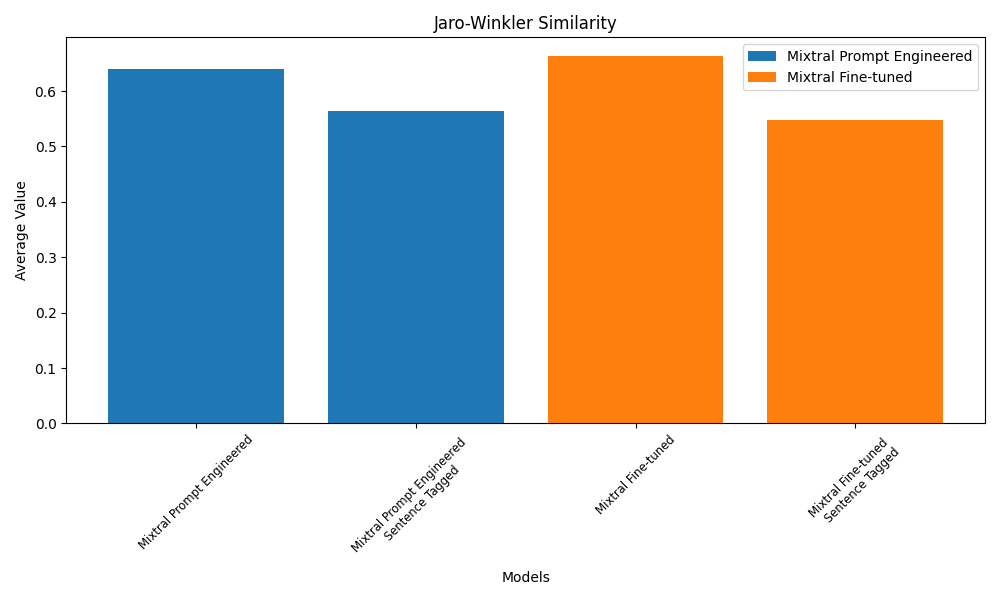 Jaro-Winkler Similarity
Mixtral Prompt Engineered
Mixtral Fine-tuned
Average Value
0.6
0.5
0.4
0.3
0.2
0.1
0.0
Mixtral Prompt Engineered
Mixtral Prompt Engineered
Sentence Tagged
Mixtral Fine-tuned
Mixtral Fine-tuned
Sentence Tagged
Models